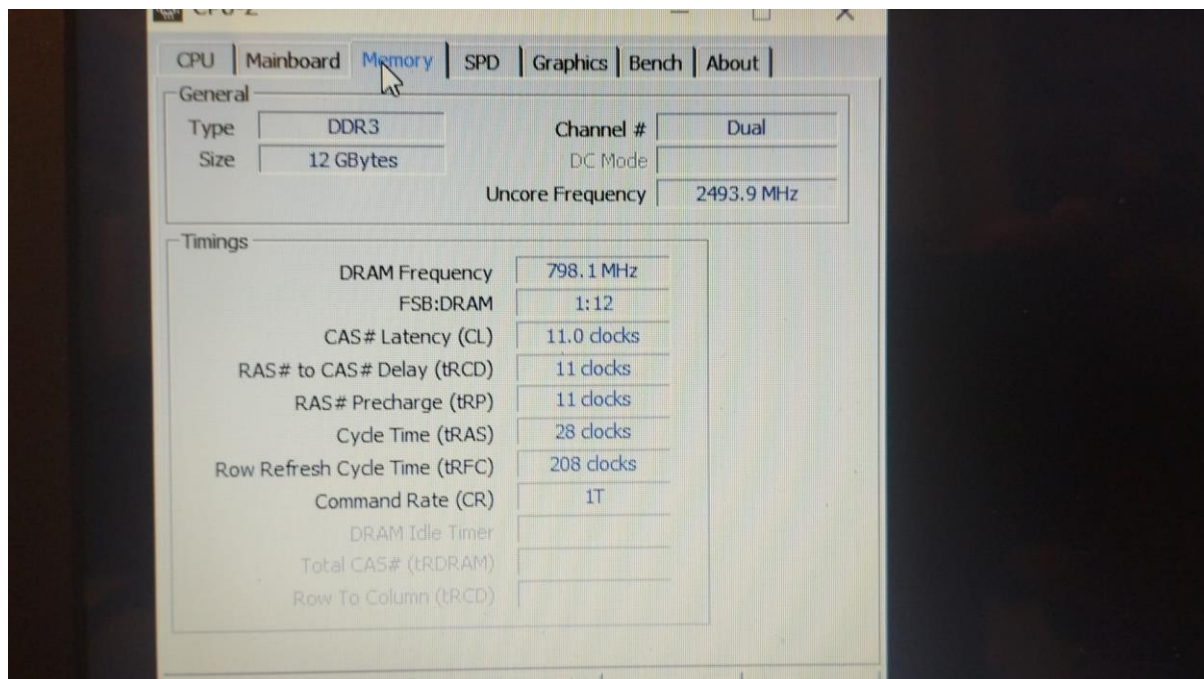 CPU-Z
CPU Mainboard Memory SPD Graphics Bench About
General
Type DDR3 Channel # Dual
Size 12 GBytes DC Mode
Uncore Frequency 2493.9 MHz
Timings
DRAM Frequency 798.1 MHz
FSB:DRAM 1:12
CAS# Latency (CL) 11.0 clocks
RAS# to CAS# Delay (tRCD) 11 clocks
RAS# Precharge (tRP) 11 clocks
Cycle Time (tRAS) 28 clocks
Row Refresh Cycle Time (tRFC) 208 clocks
Command Rate (CR) 1T
DRAM Idle Timer
Total CAS# (tRDRAM)
Row To Column (tRCD)